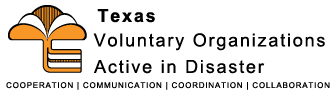 Texas
Voluntary Organizations
Active in Disaster
COOPERATION | COMMUNICATION | COORDINATION | COLLABORATION